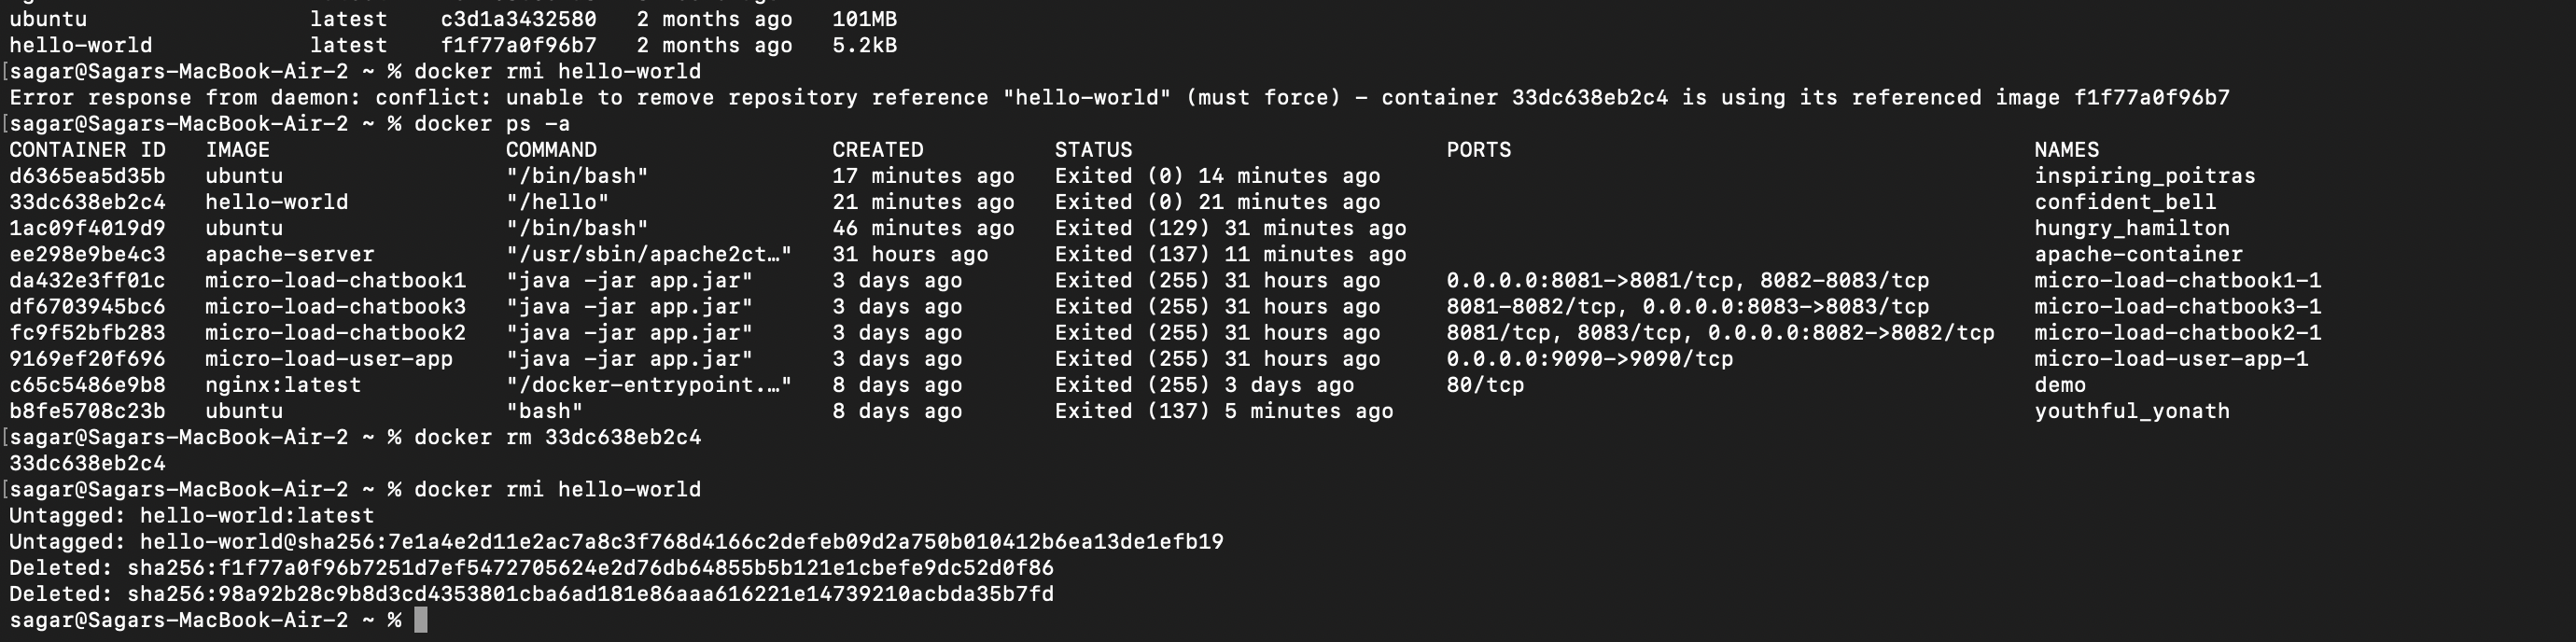 ubuntu latest c3d1a3432580 2 months ago 101MB
hello-world latest f1f77a0f96b7 2 months ago 5.2kB
[sagar@Sagars-MacBook-Air-2 ~ % docker rmi hello-world
Error response from daemon: conflict: unable to remove repository reference "hello-world" (must force) - container 33dc638eb2c4 is using its referenced image f1f77a0f96b7
[sagar@Sagars-MacBook-Air-2 ~ % docker ps -a
CONTAINER ID IMAGE COMMAND CREATED STATUS PORTS NAMES
d6365ea5d35b ubuntu "/bin/bash" 17 minutes ago Exited (0) 14 minutes ago inspiring_poitras
33dc638eb2c4 hello-world "/hello" 21 minutes ago Exited (0) 21 minutes ago confident_bell
1ac09f4019d9 ubuntu "/bin/bash" 46 minutes ago Exited (129) 31 minutes ago hungry_hamilton
ee298e9be4c3 apache-server "/usr/sbin/apache2ct…" 31 hours ago Exited (137) 11 minutes ago apache-container
da432e3ff01c micro-load-chatbook1 "java -jar app.jar" 3 days ago Exited (255) 31 hours ago 0.0.0.0:8081->8081/tcp, 8082-8083/tcp micro-load-chatbook1-1
df6703945bc6 micro-load-chatbook3 "java -jar app.jar" 3 days ago Exited (255) 31 hours ago 8081-8082/tcp, 0.0.0.0:8083->8083/tcp micro-load-chatbook3-1
fc9f52bfb283 micro-load-chatbook2 "java -jar app.jar" 3 days ago Exited (255) 31 hours ago 8081/tcp, 8083/tcp, 0.0.0.0:8082->8082/tcp micro-load-chatbook2-1
9169ef20f696 micro-load-user-app "java -jar app.jar" 3 days ago Exited (255) 31 hours ago 0.0.0.0:9090->9090/tcp micro-load-user-app-1
c65c5486e9b8 nginx:latest "/docker-entrypoint.…" 8 days ago Exited (255) 3 days ago 80/tcp demo
b8fe5708c23b ubuntu "bash" 8 days ago Exited (137) 5 minutes ago youthful_yonath
[sagar@Sagars-MacBook-Air-2 ~ % docker rm 33dc638eb2c4
33dc638eb2c4
[sagar@Sagars-MacBook-Air-2 ~ % docker rmi hello-world
Untagged: hello-world:latest
Untagged: hello-world@sha256:7e1a4e2d11e2ac7a8c3f768d4166c2defeb09d2a750b010412b6ea13de1efb19
Deleted: sha256:f1f77a0f96b7251d7ef5472705624e2d76db64855b5b121e1cbefe9dc52d0f86
Deleted: sha256:98a92b28c9b8d3cd4353801cba6ad181e86aaa616221e14739210acbda35b7fd
sagar@Sagars-MacBook-Air-2 ~ %